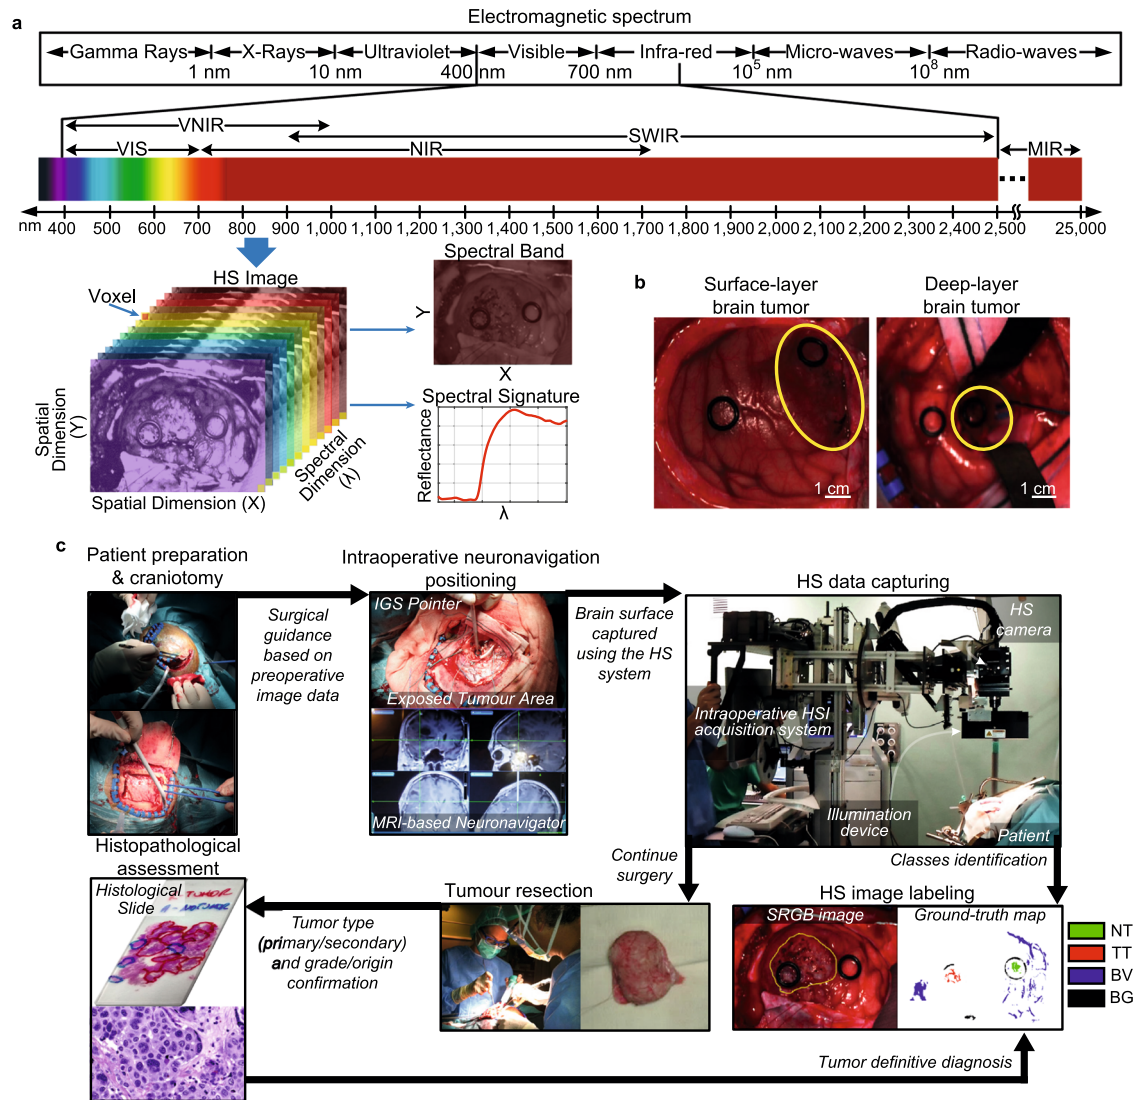 a
Electromagnetic spectrum
Gamma Rays X-Rays Ultraviolet Visible Infra-red Micro-waves Radio-waves
1 nm 10 nm 400 nm 700 nm 10^5 nm 10^8 nm
VNIR
SWIR
VIS NIR MIR
nm 400 500 600 700 800 900 1,000 1,100 1,200 1,300 1,400 1,500 1,600 1,700 1,800 1,900 2,000 2,100 2,200 2,300 2,400 2,500 25,000
HS Image
Voxel
Spatial
Dimension
(Y)
Spatial Dimension (X)
Spectral
Dimension
(λ)
Spectral Band
Y
X
Spectral Signature
Reflectance
λ
b
Surface-layer
brain tumor
1 cm
Deep-layer
brain tumor
1 cm
c
Patient preparation
& craniotomy
Surgical
guidance
based on
preoperative
image data
Intraoperative neuronavigation
positioning
IGS Pointer
Exposed Tumour Area
MRI-based Neuronavigator
Brain surface
captured
using the HS
system
HS data capturing
HS
camera
Intraoperative HSI
acquisition system
Illumination
device
Patient
Continue
surgery
Classes identification
Histopathological
assessment
Histological
Slide
TUMOR
Tumor type
(primary/secondary)
and grade/origin
confirmation
Tumour resection
HS image labeling
SRGB image
Ground-truth map
NT
TT
BV
BG
Tumor definitive diagnosis